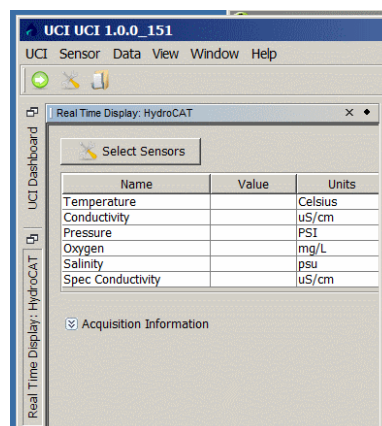 UCI UCI 1.0.0_151
UCI Sensor Data View Window Help
Real Time Display: HydroCAT
UCI Dashboard
Select Sensors
Name Value Units
Temperature Celsius
Conductivity uS/cm
Pressure PSI
Oxygen mg/L
Salinity psu
Spec Conductivity uS/cm
Real Time Display: HydroCAT
Acquisition Information